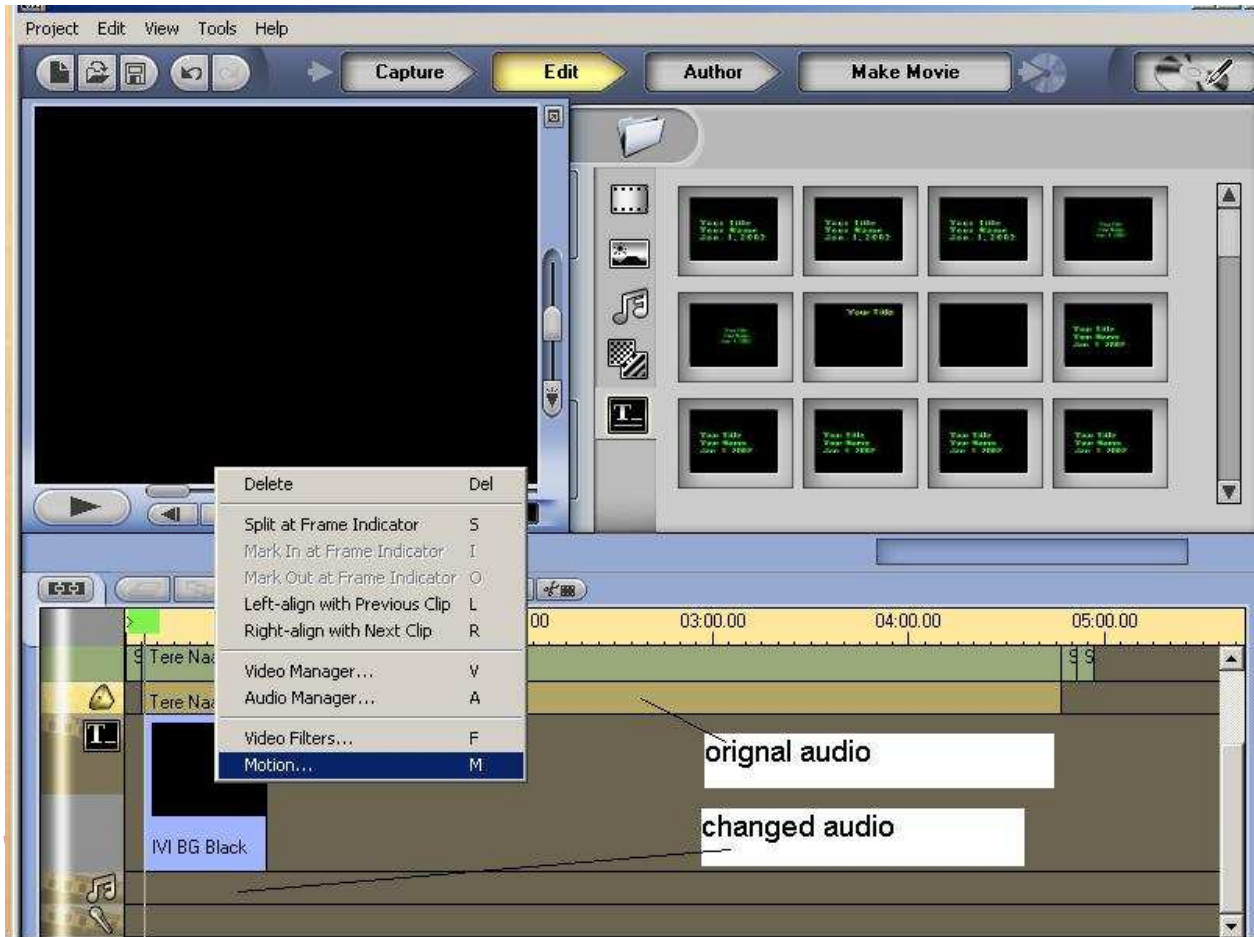 Project Edit View Tools Help
Capture Edit Author Make Movie
Your Title
Delete Del
Split at Frame Indicator S
Mark In at Frame Indicator I
Mark Out at Frame Indicator O
Left-align with Previous Clip L
Right-align with Next Clip R
Video Manager... V
Audio Manager... A
Video Filters... F
Motion... M
00 03:00.00 04:00.00 05:00.00
S Tere Naa S S
Tere Naa
T_
orignal audio
changed audio
IVI BG Black